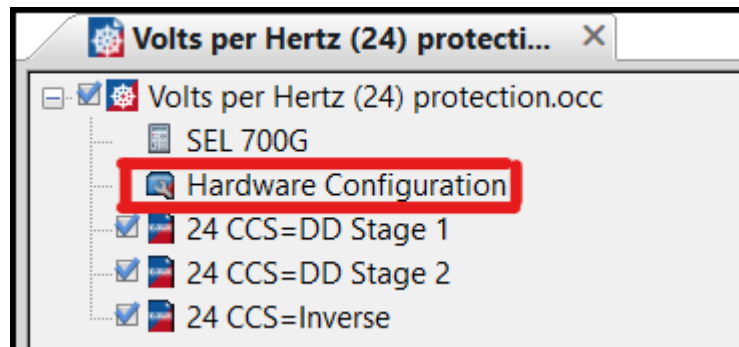 Volts per Hertz (24) protecti...
Volts per Hertz (24) protection.occ
SEL 700G
Hardware Configuration
24 CCS=DD Stage 1
24 CCS=DD Stage 2
24 CCS=Inverse